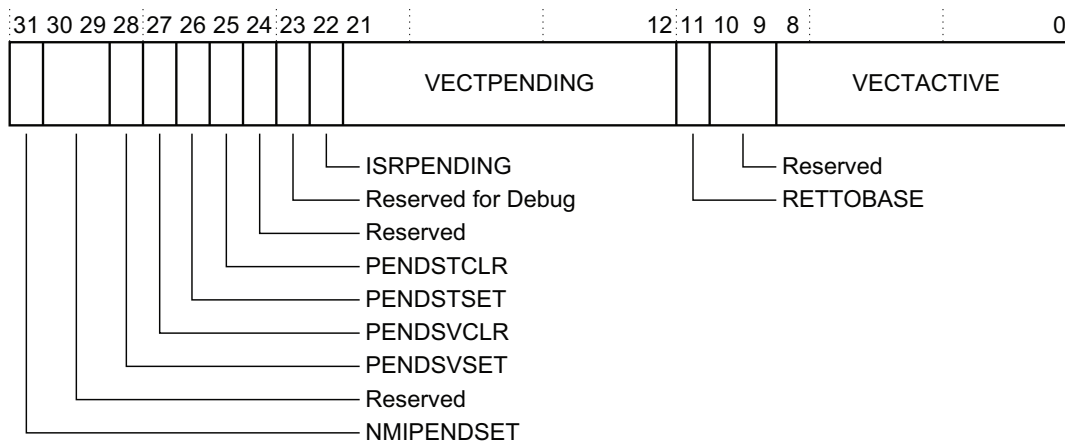 31 30 29 28 27 26 25 24 23 22 21 12 11 10 9 8 0
VECTPENDING VECTACTIVE
ISRPENDING Reserved
Reserved for Debug RETTOBASE
Reserved
PENDSTCLR
PENDSTSET
PENDSVCLR
PENDSVSET
Reserved
NMIPENDSET